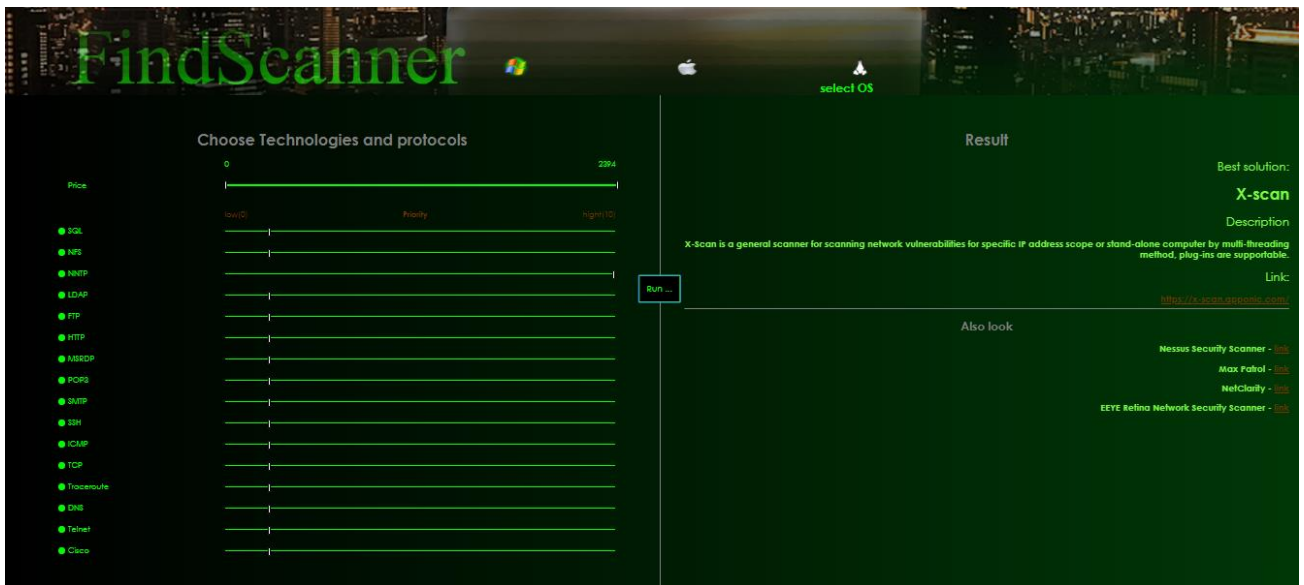 FindScanner
select OS
Choose Technologies and protocols
0 2394
Price
low(0) Priority hight(10)
SQL
NFS
NNTP
LDAP
FTP
HTTP
MSRDP
POP3
SMTP
SSH
ICMP
TCP
Traceroute
DNS
Telnet
Cisco
Run ...
Result
Best solution:
X-scan
Description
X-Scan is a general scanner for scanning network vulnerabilities for specific IP address scope or stand-alone computer by multi-threading
method, plug-ins are supportable.
Link:
https://x-scan.apponic.com/
Also look
Nessus Security Scanner - link
Max Patrol - link
NetClarity - link
EEYE Retina Network Security Scanner - link